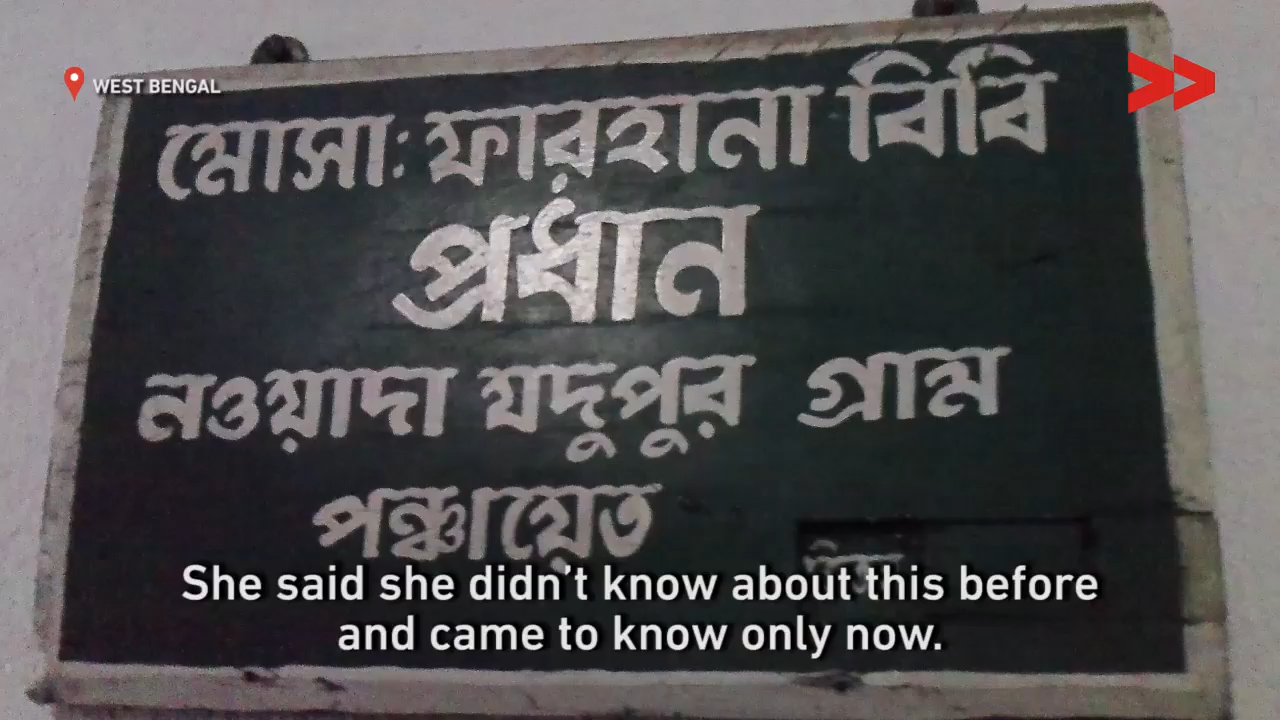 WEST BENGAL
মোসা: ফারহানা বিবি
প্রধান
নওয়াদা যদুপুর গ্রাম
পঞ্চায়েত
She said she didn't know about this before
and came to know only now.